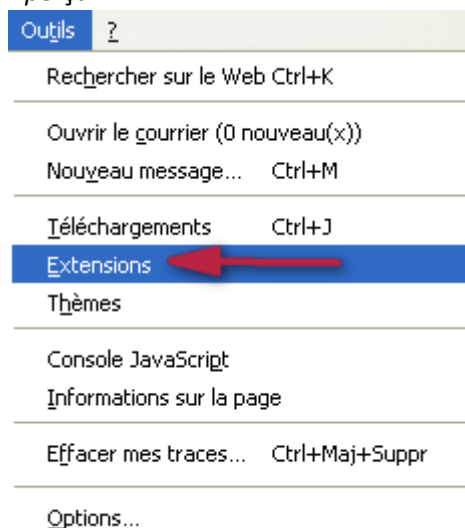 Outils ?
Rechercher sur le Web Ctrl+K
Ouvrir le courrier (0 nouveau(x))
Nouveau message... Ctrl+M
Téléchargements Ctrl+J
Extensions
Thèmes
Console JavaScript
Informations sur la page
Effacer mes traces... Ctrl+Maj+Suppr
Options...